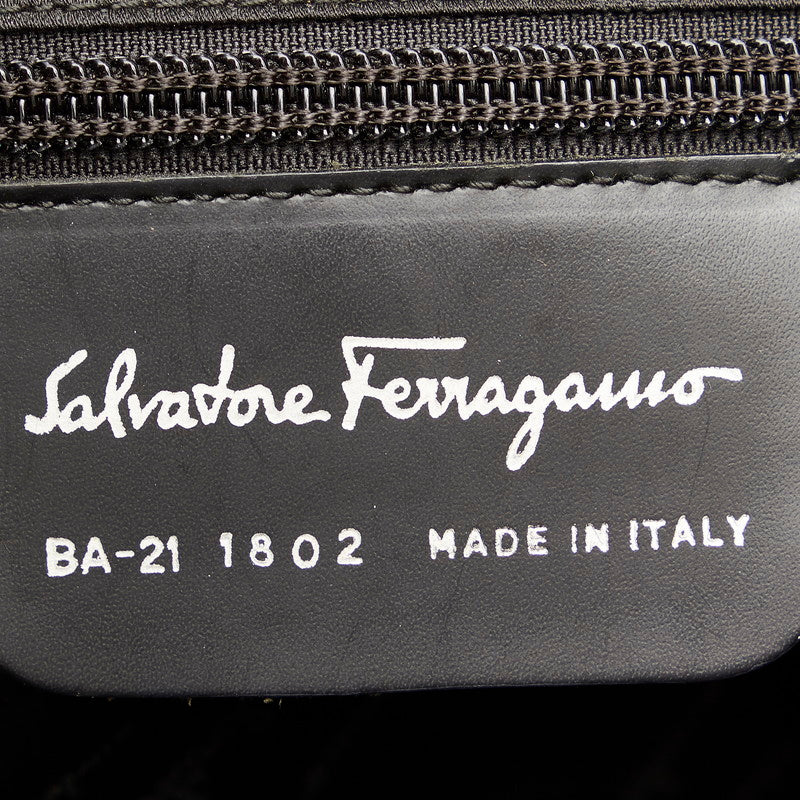 Salvatore Ferragamo
BA-21 1802 MADE IN ITALY